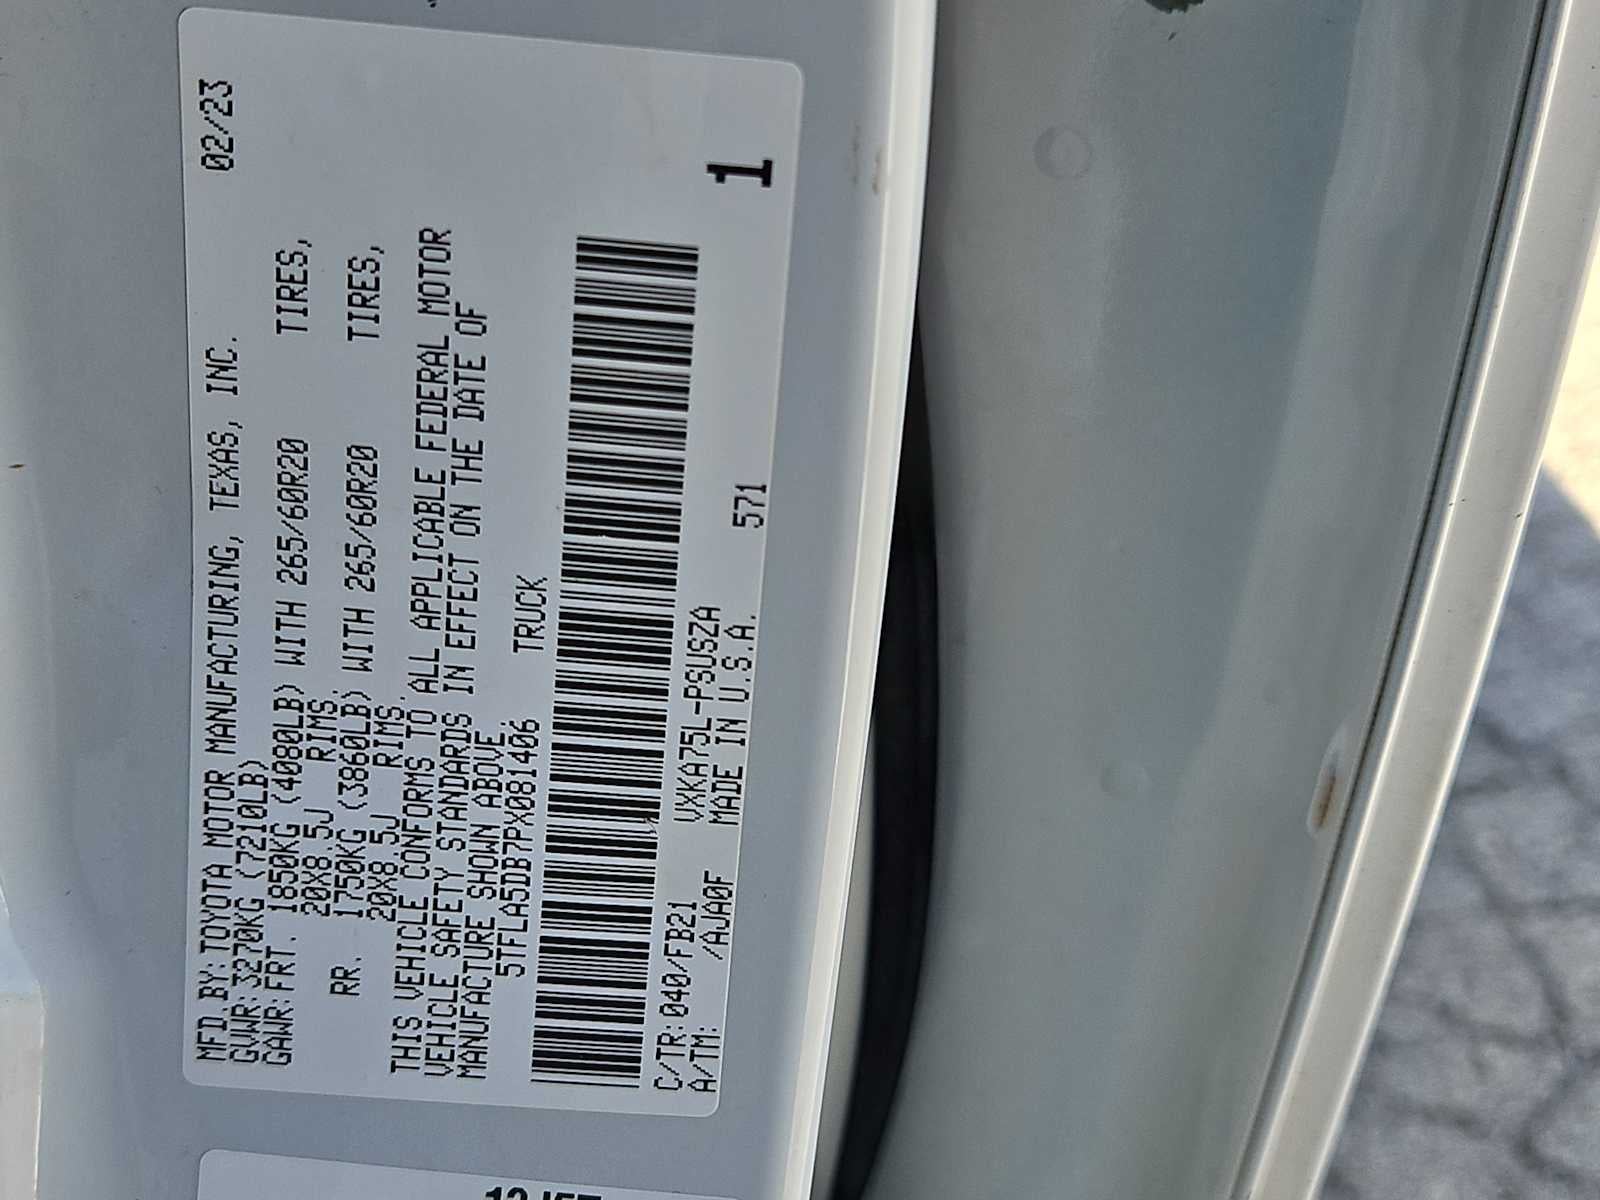 MFD.BY:TOYOTA MOTOR MANUFACTURING, TEXAS, INC. 02/23
GVWR:3270KG (7210LB)
GAWR:FRT. 1850KG (4080LB) WITH 265/60R20 TIRES,
20X8.5J RIMS.
RR. 1750KG (3860LB) WITH 265/60R20 TIRES,
20X8.5J RIMS.
THIS VEHICLE CONFORMS TO ALL APPLICABLE FEDERAL MOTOR
VEHICLE SAFETY STANDARDS IN EFFECT ON THE DATE OF
MANUFACTURE SHOWN ABOVE.
5TFLA5DB7PX081406 TRUCK
C/TR:040/FB21 VXKA75L-PSUSZA
A/TM: /AJA0F MADE IN U.S.A. 571
1